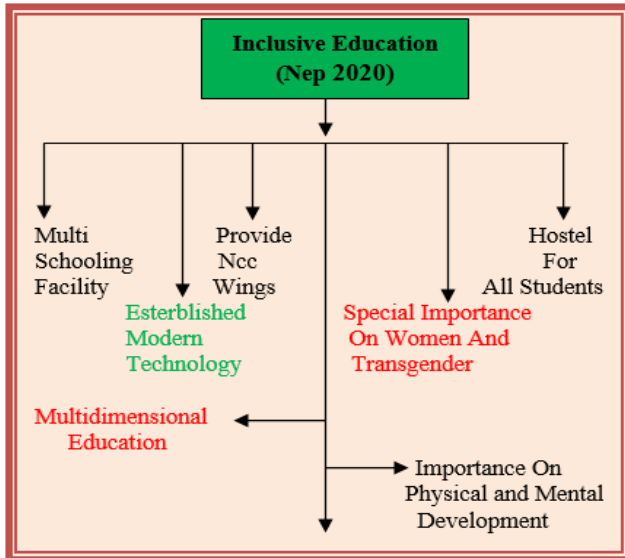 Inclusive Education
(Nep 2020)
Multi
Schooling
Facility
Esterblished
Modern
Technology
Provide
Ncc
Wings
Special Importance
On Women And
Transgender
Hostel
For
All Students
Multidimensional
Education
Importance On
Physical and Mental
Development